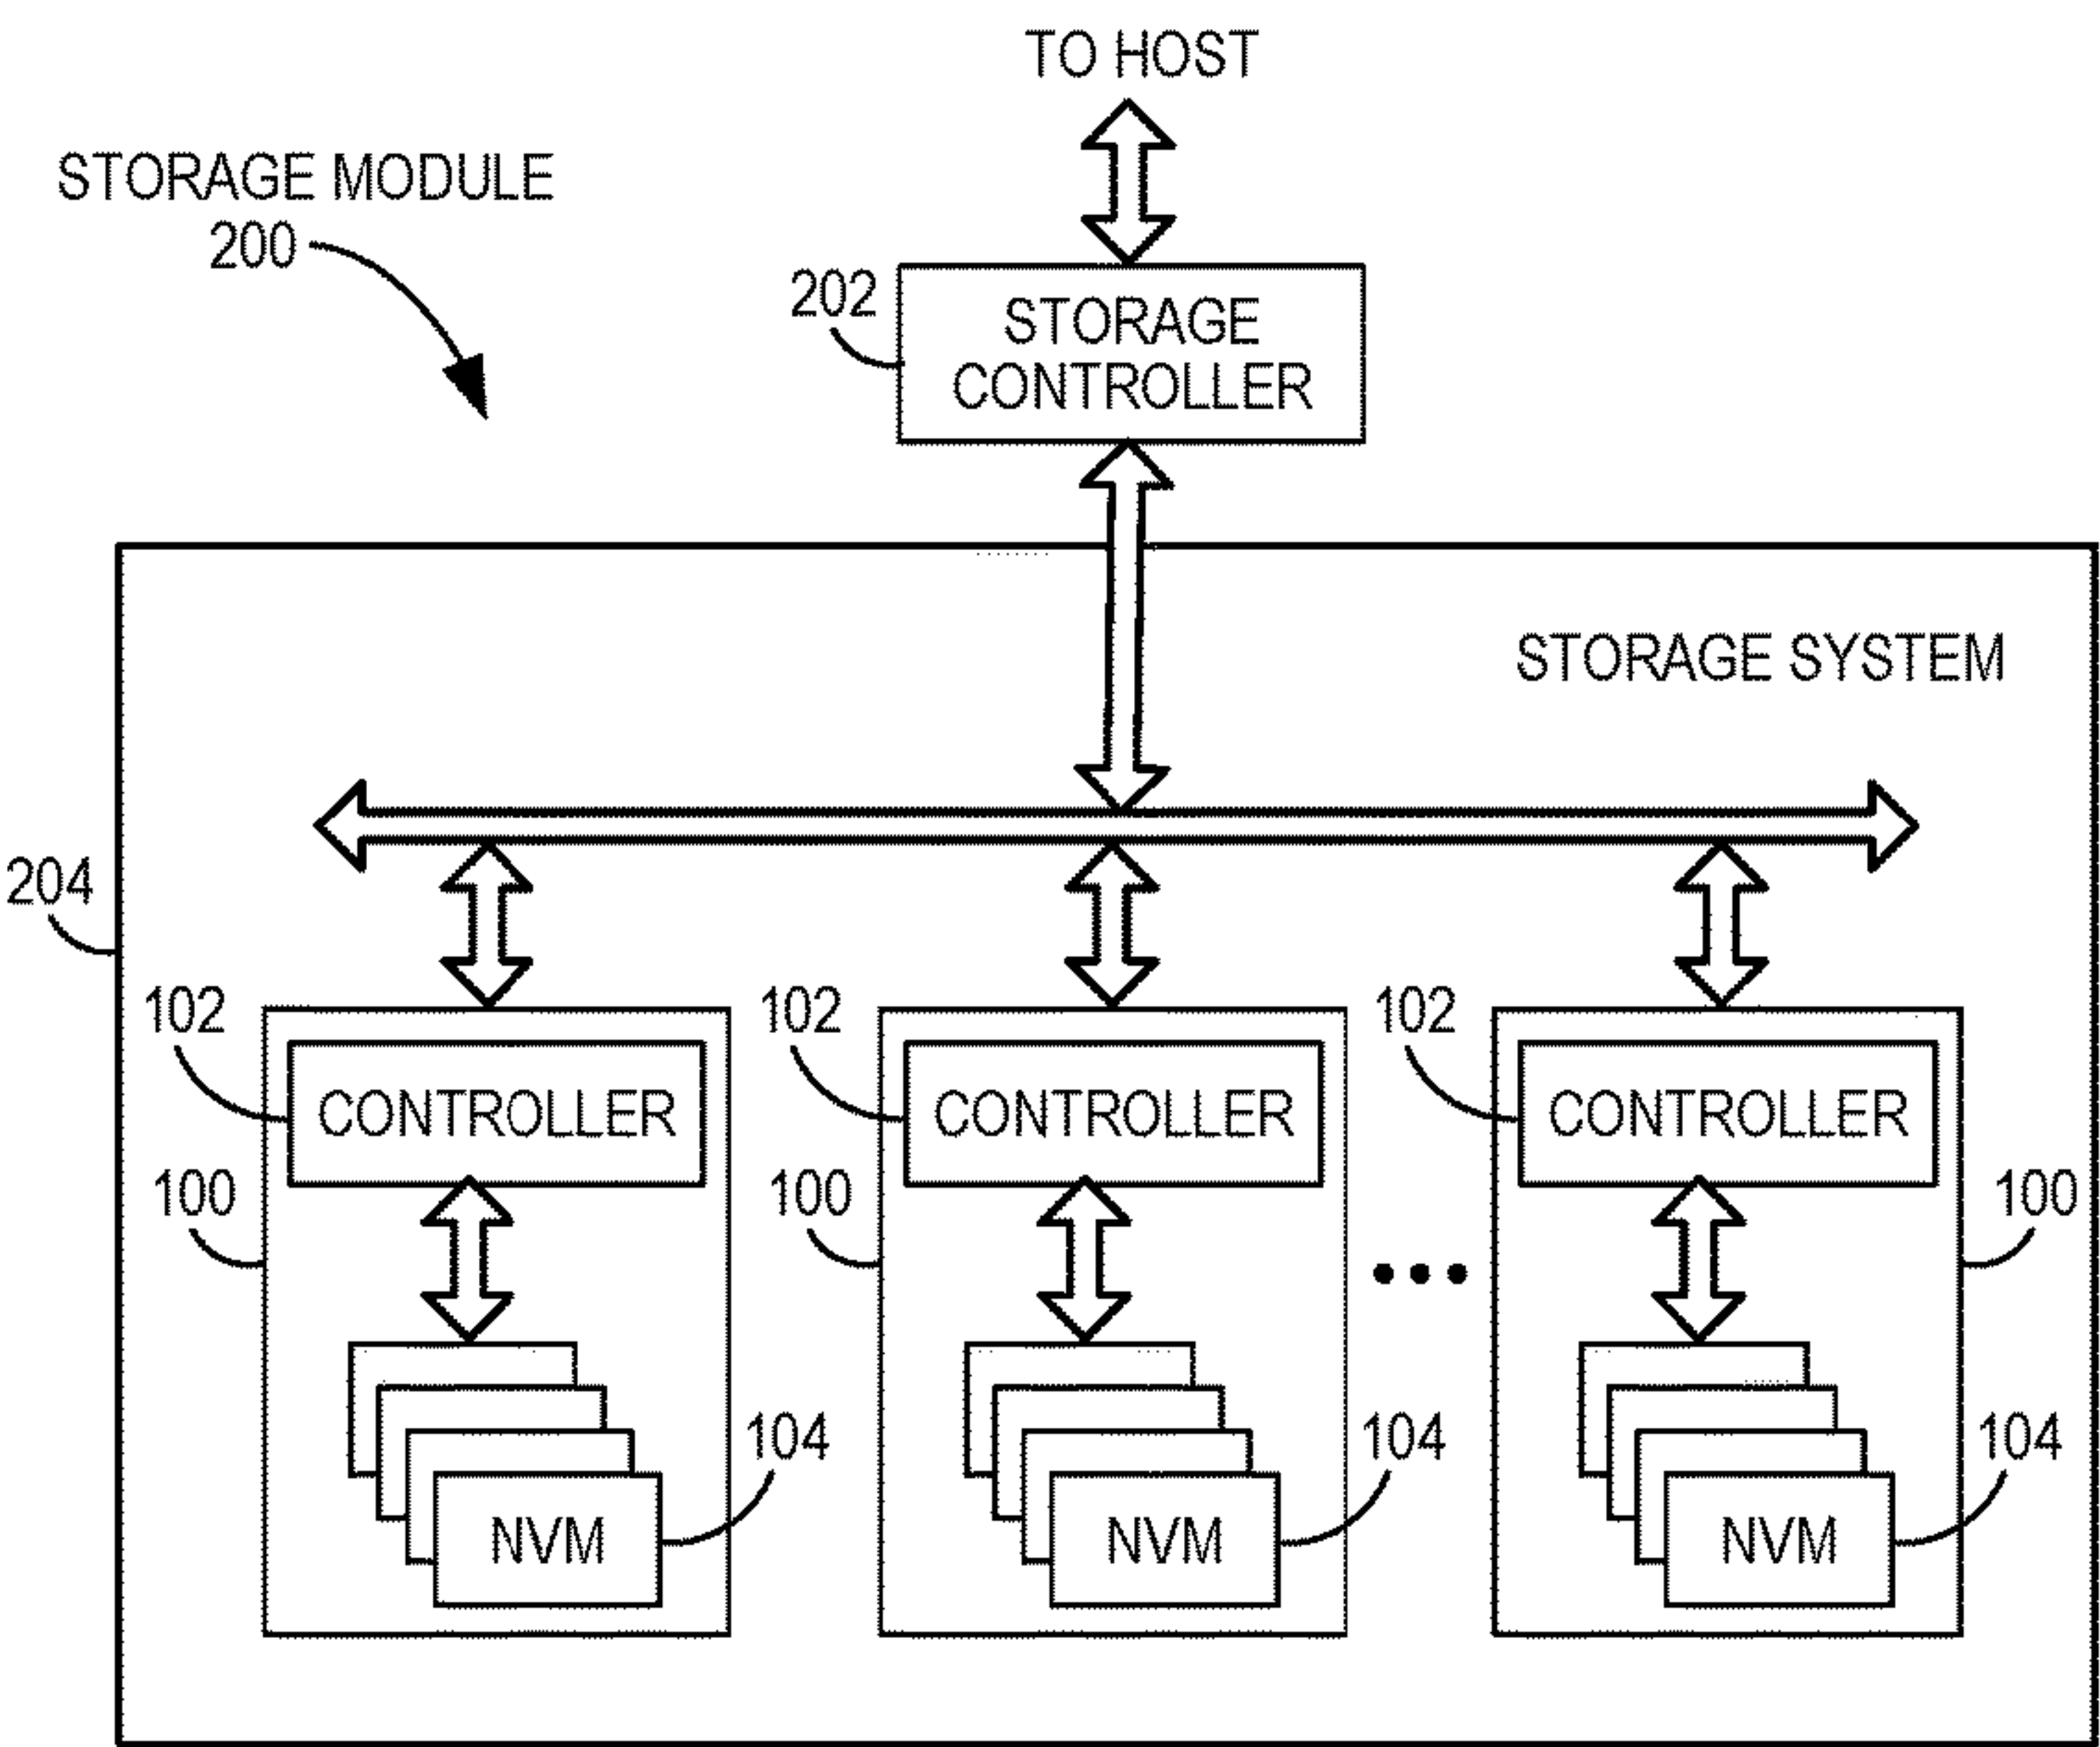 TO HOST
STORAGE MODULE
200
202
STORAGE
CONTROLLER
STORAGE SYSTEM
204
102
102
102
CONTROLLER
CONTROLLER
CONTROLLER
100
100
100
104
104
104
NVM
NVM
NVM